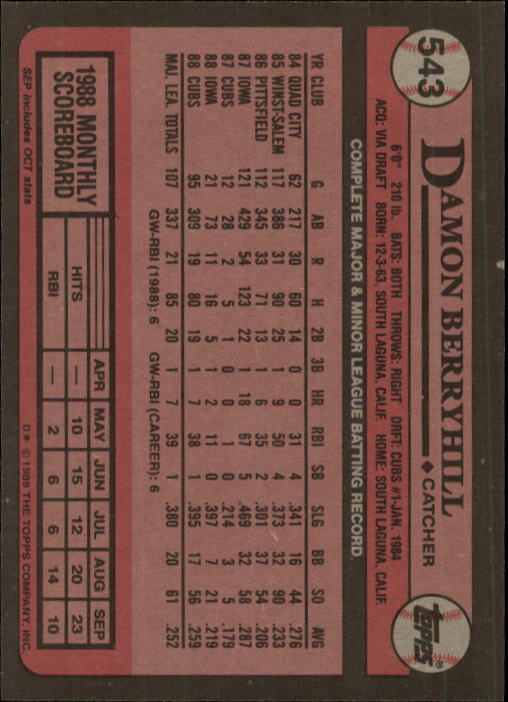 543
DAMON BERRYHILL ♦ CATCHER
topps®
6'0" 210 lb. BATS: BOTH THROWS: RIGHT DRFT: CUBS #1-JAN. 1984
ACQ: VIA DRAFT BORN: 12-3-63, SOUTH LAGUNA, CALIF. HOME: SOUTH LAGUNA, CALIF.
COMPLETE MAJOR & MINOR LEAGUE BATTING RECORD
YR CLUB G AB R H 2B 3B HR RBI SB SLG BB SO AVG
84 QUAD CITY 62 217 30 60 14 0 0 31 4 .341 16 44 .276
85 WINST-SALEM 117 386 31 90 25 1 9 50 4 .373 32 90 .233
86 PITTSFIELD 112 345 33 71 13 1 6 35 2 .301 37 54 .206
87 IOWA 121 429 54 123 22 1 18 67 5 .469 32 58 .287
87 CUBS 12 28 2 5 1 0 0 1 0 .214 3 5 .179
88 IOWA 21 73 11 16 5 1 2 11 0 .397 7 21 .219
88 CUBS 95 309 19 80 19 1 7 38 1 .395 17 56 .259
MAJ. LEA. TOTALS 107 337 21 85 20 1 7 39 1 .380 20 61 .252
GW-RBI (1988): 6 GW-RBI (CAREER): 6
1988 MONTHLY SCOREBOARD
APR MAY JUN JUL AUG SEP
HITS — 10 15 12 20 23
RBI — 2 6 6 14 10
SEP includes OCT stats
D* © 1989 THE TOPPS COMPANY, INC.